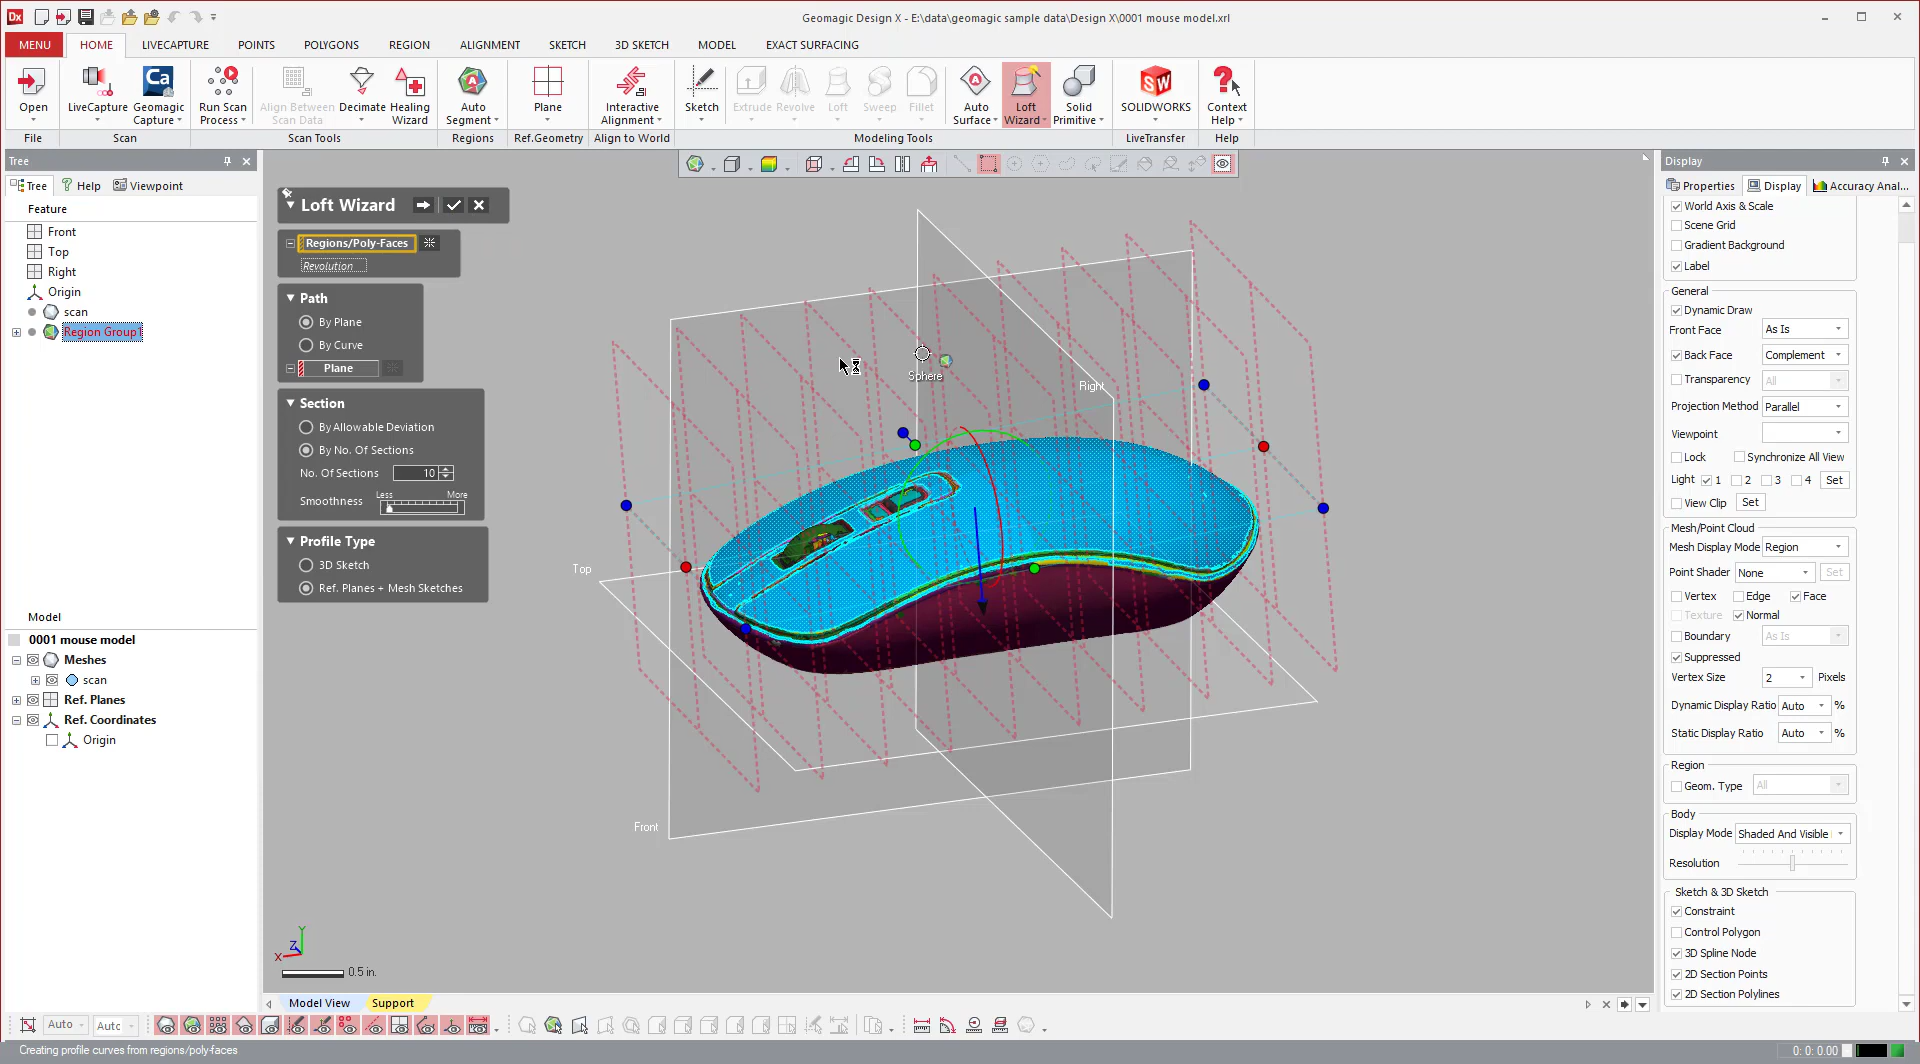 Dx
Geomagic Design X - E:\data\geomagic sample data\Design X\0001 mouse model.xrl
MENU HOME LIVECAPTURE POINTS POLYGONS REGION ALIGNMENT SKETCH 3D SKETCH MODEL EXACT SURFACING
Open
LiveCapture
Geomagic Capture
Run Scan Process
Align Between Scan Data
Decimate
Healing Wizard
Auto Segment
Plane
Interactive Alignment
Sketch
Extrude
Revolve
Loft
Sweep
Fillet
Auto Surface
Loft Wizard
Solid Primitive
SOLIDWORKS
Context Help
File Scan Scan Tools Regions Ref.Geometry Align to World Modeling Tools LiveTransfer Help
Tree
Tree Help Viewpoint
Feature
Front
Top
Right
Origin
scan
Region Group1
Model
0001 mouse model
Meshes
scan
Ref. Planes
Ref. Coordinates
Origin
Loft Wizard
Regions/Poly-Faces
Revolution
Path
By Plane
By Curve
Plane
Section
By Allowable Deviation
By No. Of Sections
No. Of Sections 10
Smoothness Less More
Profile Type
3D Sketch
Ref. Planes + Mesh Sketches
Sphere
Right
Top
Front
Y
Z
X
0.5 in.
Model View Support
Display
Properties Display Accuracy Anal...
World Axis & Scale
Scene Grid
Gradient Background
Label
General
Dynamic Draw
Front Face As Is
Back Face Complement
Transparency All
Projection Method Parallel
Viewpoint
Lock Synchronize All View
Light 1 2 3 4 Set
View Clip Set
Mesh/Point Cloud
Mesh Display Mode Region
Point Shader None Set
Vertex Edge Face
Texture Normal
Boundary As Is
Suppressed
Vertex Size 2 Pixels
Dynamic Display Ratio Auto %
Static Display Ratio Auto %
Region
Geom. Type All
Body
Display Mode Shaded And Visible
Resolution
Sketch & 3D Sketch
Constraint
Control Polygon
3D Spline Node
2D Section Points
2D Section Polylines
Auto Auto
Creating profile curves from regions/poly-faces
0: 0: 0.00